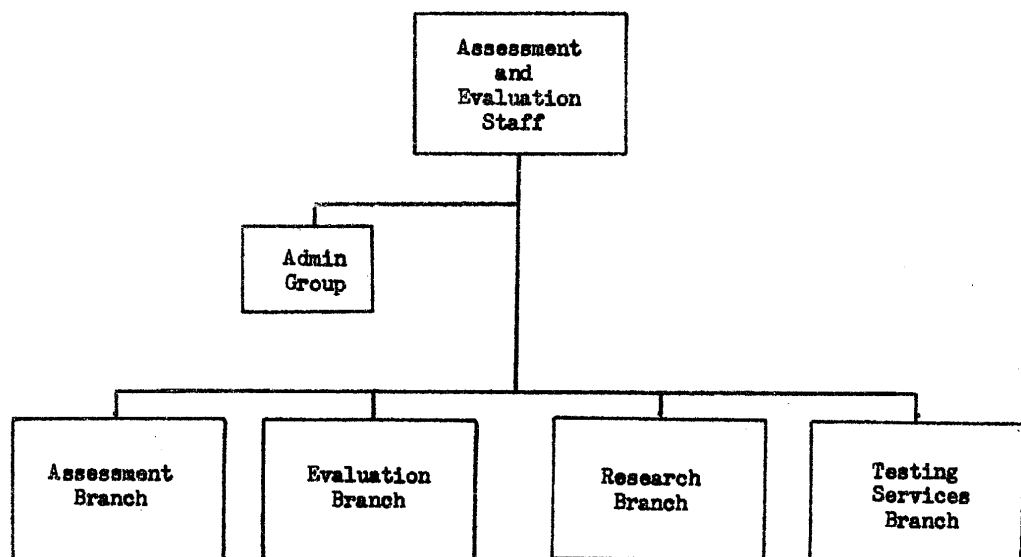 Assessment
and
Evaluation
Staff
Admin
Group
Assessment
Branch
Evaluation
Branch
Research
Branch
Testing
Services
Branch